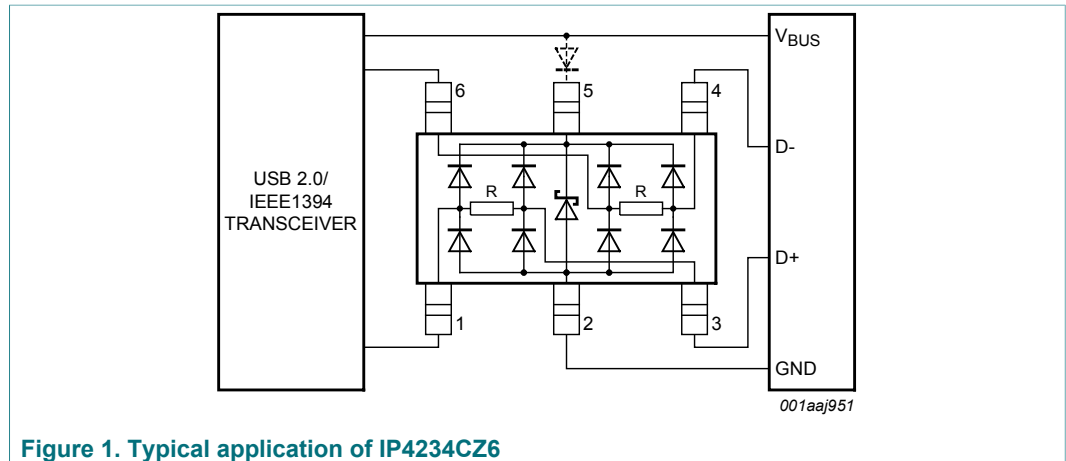 V_BUS
6
5
4
D-
USB 2.0/
IEEE1394
TRANSCEIVER
R
R
D+
1
2
3
GND
001aaj951
Figure 1. Typical application of IP4234CZ6